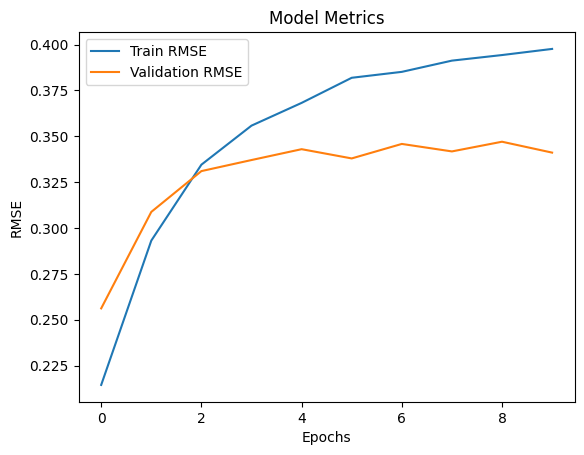 Model Metrics
Train RMSE
Validation RMSE
0.400
0.375
0.350
0.325
0.300
0.275
0.250
0.225
RMSE
0 2 4 6 8
Epochs